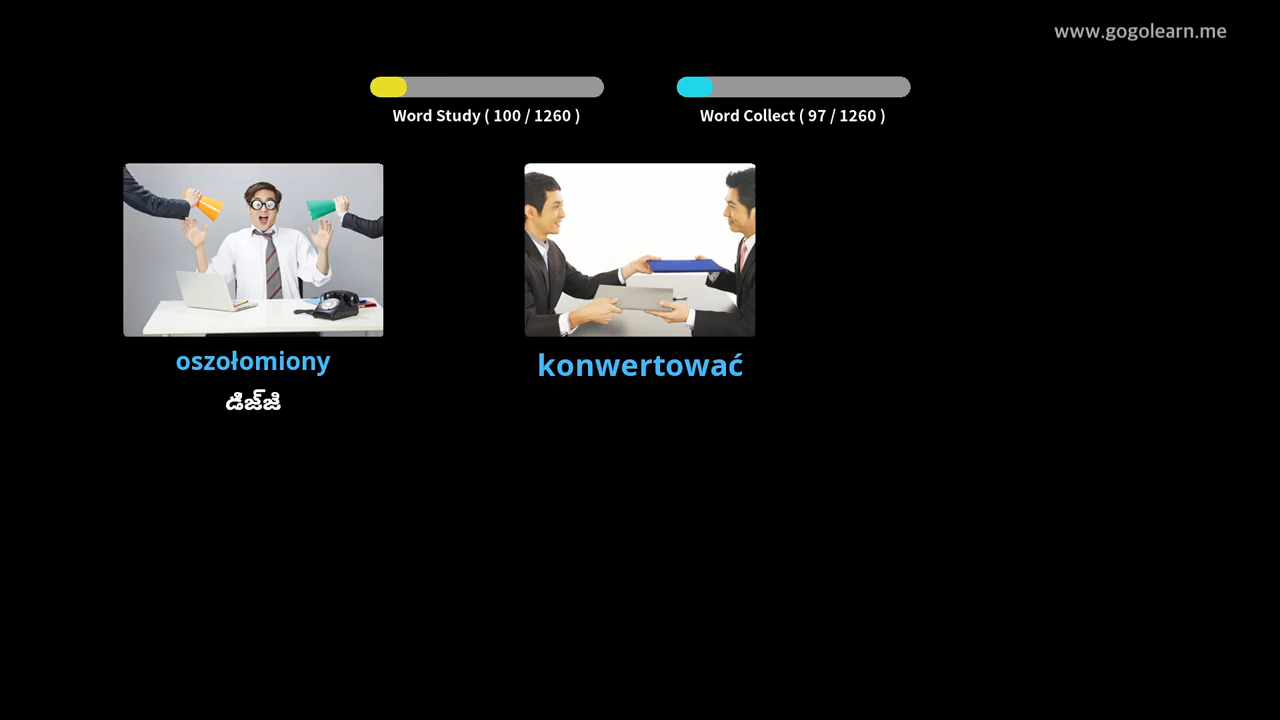 www.gogolearn.me
Word Study ( 100 / 1260 )
Word Collect ( 97 / 1260 )
oszołomiony
konwertować
డిజ్జి